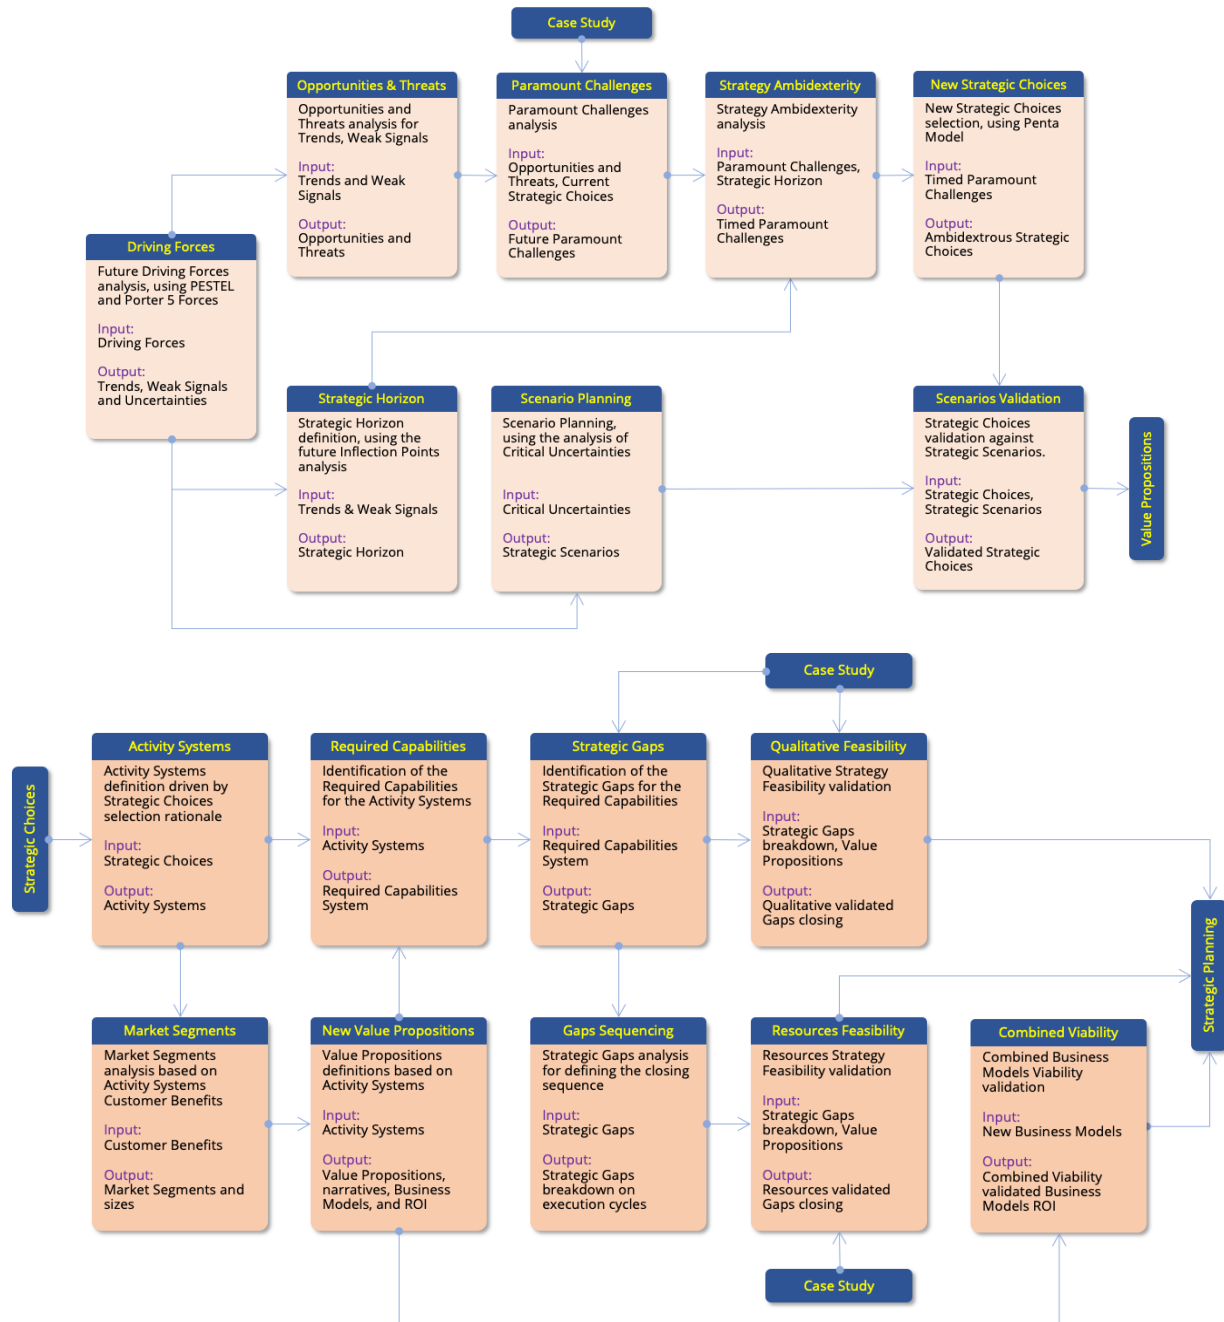 Case Study
Opportunities & Threats
Opportunities and
Threats analysis for
Trends, Weak Signals
Input:
Trends and Weak
Signals
Output:
Opportunities and
Threats
Paramount Challenges
Paramount Challenges
analysis
Input:
Opportunities and
Threats, Current
Strategic Choices
Output:
Future Paramount
Challenges
Strategy Ambidexterity
Strategy Ambidexterity
analysis
Input:
Paramount Challenges,
Strategic Horizon
Output:
Timed Paramount
Challenges
New Strategic Choices
New Strategic Choices
selection, using Penta
Model
Input:
Timed Paramount
Challenges
Output:
Ambidextrous Strategic
Choices
Driving Forces
Future Driving Forces
analysis, using PESTEL
and Porter 5 Forces
Input:
Driving Forces
Output:
Trends, Weak Signals
and Uncertainties
Strategic Horizon
Strategic Horizon
definition, using the
future Inflection Points
analysis
Input:
Trends & Weak Signals
Output:
Strategic Horizon
Scenario Planning
Scenario Planning,
using the analysis of
Critical Uncertainties
Input:
Critical Uncertainties
Output:
Strategic Scenarios
Scenarios Validation
Strategic Choices
validation against
Strategic Scenarios.
Input:
Strategic Choices,
Strategic Scenarios
Output:
Validated Strategic
Choices
Value Propositions
Case Study
Strategic Choices
Activity Systems
Activity Systems
definition driven by
Strategic Choices
selection rationale
Input:
Strategic Choices
Output:
Activity Systems
Required Capabilities
Identification of the
Required Capabilities
for the Activity Systems
Input:
Activity Systems
Output:
Required Capabilities
System
Strategic Gaps
Identification of the
Strategic Gaps for the
Required Capabilities
Input:
Required Capabilities
System
Output:
Strategic Gaps
Qualitative Feasibility
Qualitative Strategy
Feasibility validation
Input:
Strategic Gaps
breakdown, Value
Propositions
Output:
Qualitative validated
Gaps closing
Strategic Planning
Market Segments
Market Segments
analysis based on
Activity Systems
Customer Benefits
Input:
Customer Benefits
Output:
Market Segments and
sizes
New Value Propositions
Value Propositions
definitions based on
Activity Systems
Input:
Activity Systems
Output:
Value Propositions,
narratives, Business
Models, and ROI
Gaps Sequencing
Strategic Gaps analysis
for defining the closing
sequence
Input:
Strategic Gaps
Output:
Strategic Gaps
breakdown on
execution cycles
Resources Feasibility
Resources Strategy
Feasibility validation
Input:
Strategic Gaps
breakdown, Value
Propositions
Output:
Resources validated
Gaps closing
Combined Viability
Combined Business
Models Viability
validation
Input:
New Business Models
Output:
Combined Viability
validated Business
Models ROI
Case Study